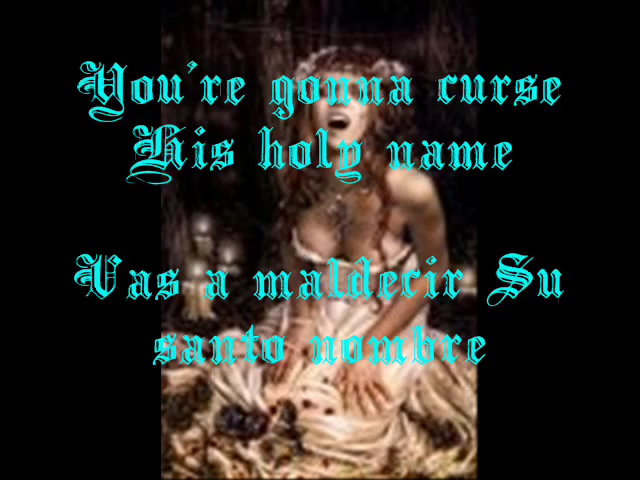 You're gonna curse
His holy name
Vas a maldecir Su
santo nombre